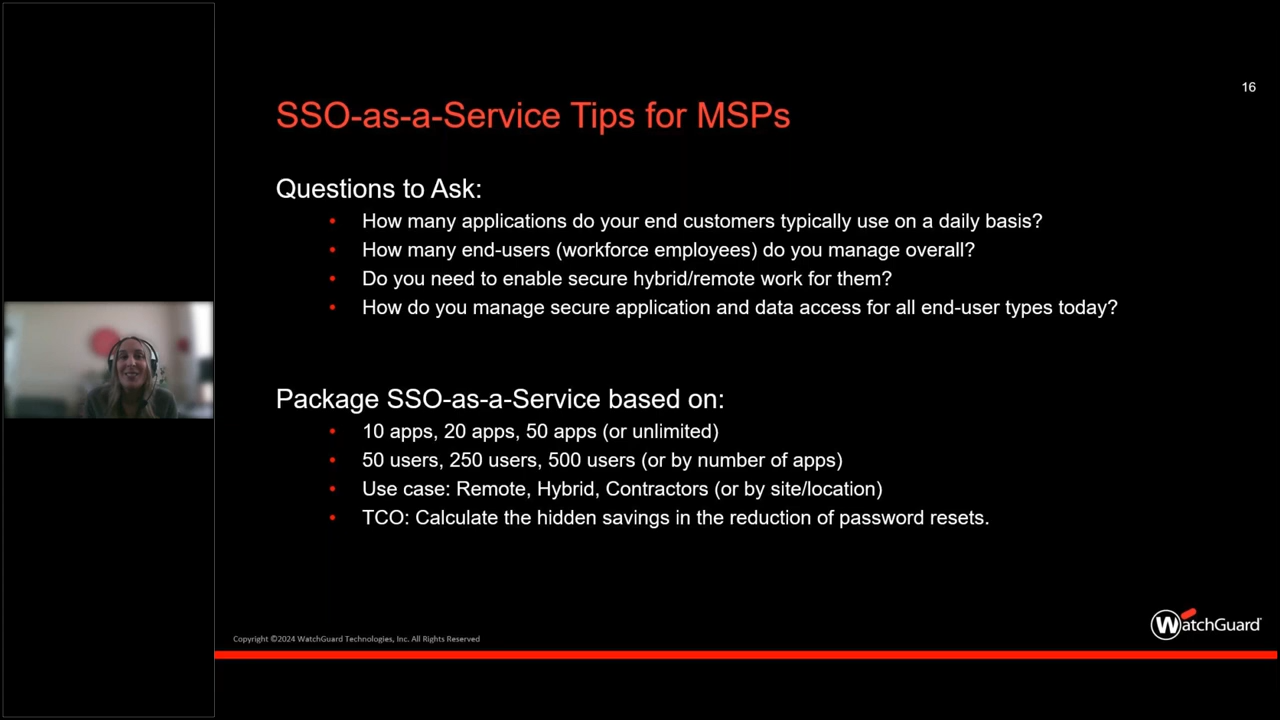 16
SSO-as-a-Service Tips for MSPs
Questions to Ask:
• How many applications do your end customers typically use on a daily basis?
• How many end-users (workforce employees) do you manage overall?
• Do you need to enable secure hybrid/remote work for them?
• How do you manage secure application and data access for all end-user types today?
Package SSO-as-a-Service based on:
• 10 apps, 20 apps, 50 apps (or unlimited)
• 50 users, 250 users, 500 users (or by number of apps)
• Use case: Remote, Hybrid, Contractors (or by site/location)
• TCO: Calculate the hidden savings in the reduction of password resets.
WatchGuard
Copyright ©2024 WatchGuard Technologies, Inc. All Rights Reserved